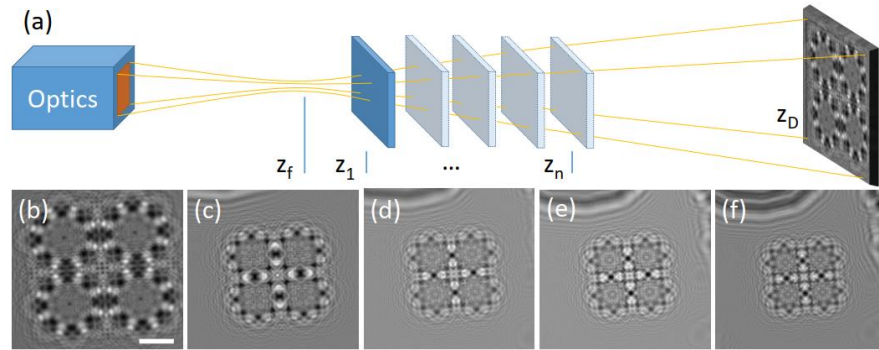 (a)
Optics
z_f
z_1
...
z_n
z_D
(b)
(c)
(d)
(e)
(f)